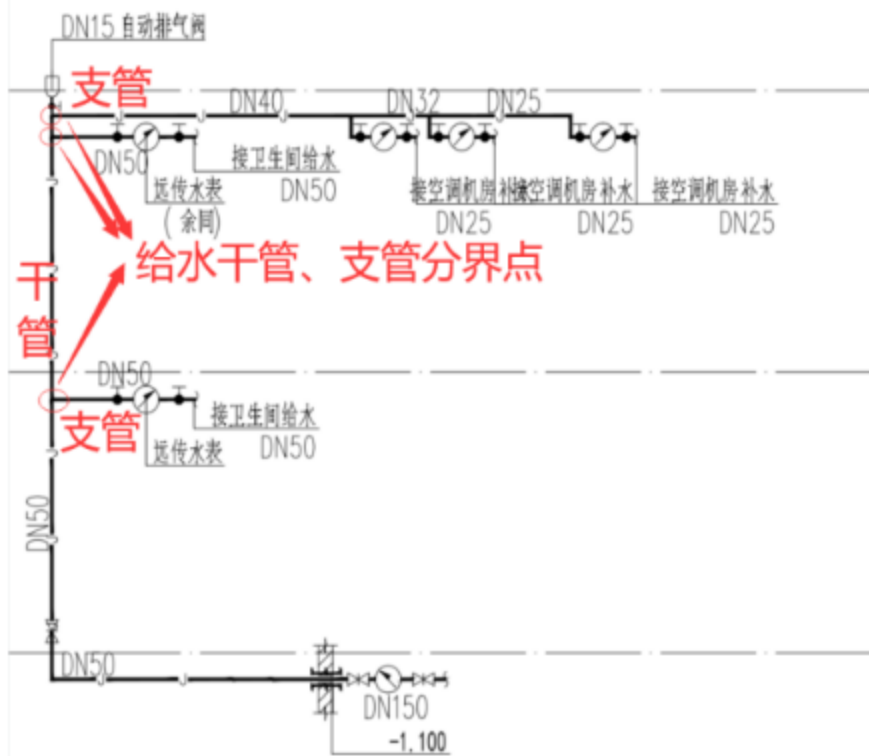 DN15 自动排气阀
支管
DN40
DN32
DN25
DN50
接卫生间给水
DN50
远传水表
(余同)
接空调机房补水
DN25
接空调机房补水
DN25
接空调机房补水
DN25
给水干管、支管分界点
干管
DN50
支管
接卫生间给水
DN50
远传水表
DN50
DN50
DN150
-1.100